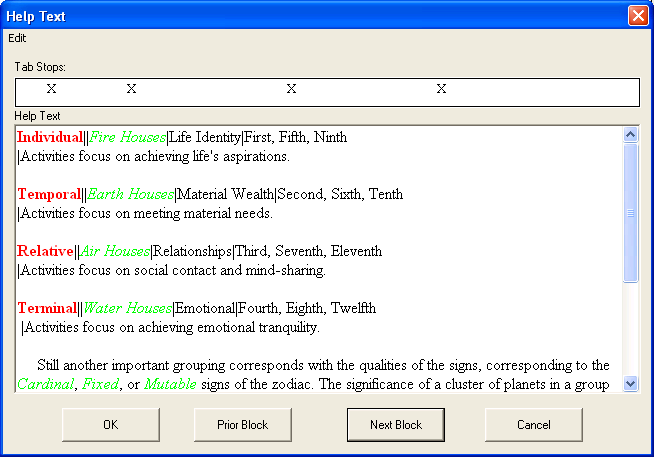 Help Text
Edit
Tab Stops:
X X X X
Help Text
Individual||Fire Houses|Life Identity|First, Fifth, Ninth
|Activities focus on achieving life's aspirations.
Temporal||Earth Houses|Material Wealth|Second, Sixth, Tenth
|Activities focus on meeting material needs.
Relative||Air Houses|Relationships|Third, Seventh, Eleventh
|Activities focus on social contact and mind-sharing.
Terminal||Water Houses|Emotional|Fourth, Eighth, Twelfth
|Activities focus on achieving emotional tranquility.
Still another important grouping corresponds with the qualities of the signs, corresponding to the
Cardinal, Fixed, or Mutable signs of the zodiac. The significance of a cluster of planets in a group
OK Prior Block Next Block Cancel